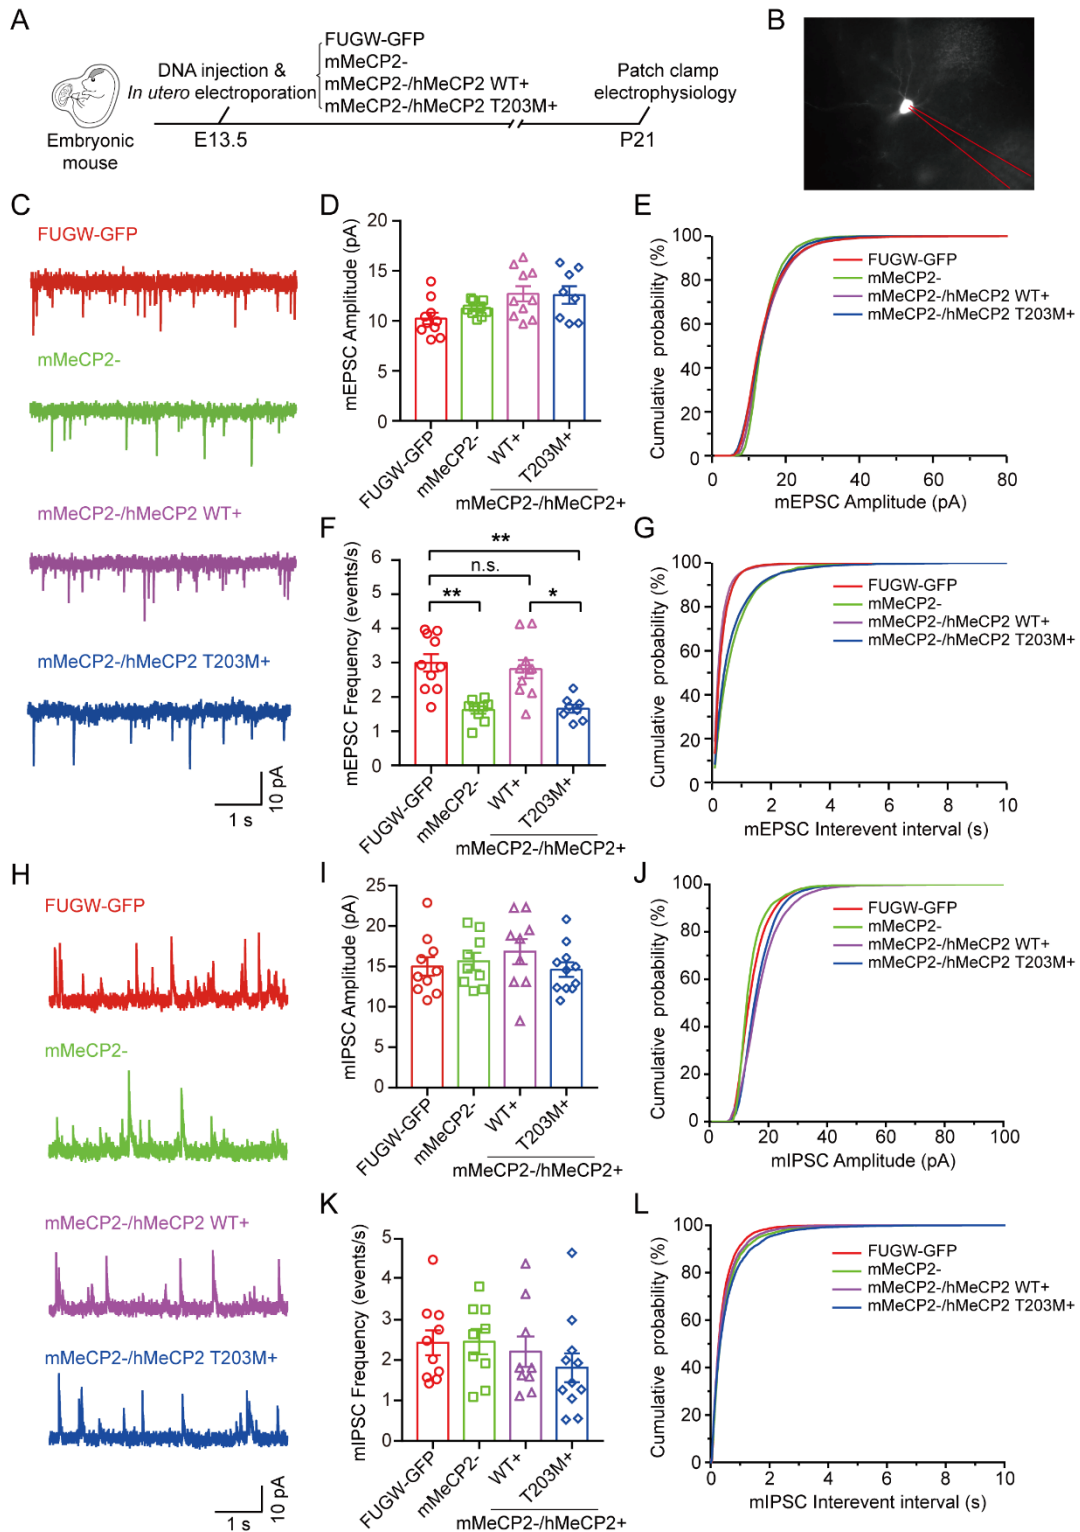 A
DNA injection &
In utero electroporation
FUGW-GFP
mMeCP2-
mMeCP2-/hMeCP2 WT+
mMeCP2-/hMeCP2 T203M+
Patch clamp
electrophysiology
Embryonic
mouse
E13.5
P21
B
C
FUGW-GFP
mMeCP2-
mMeCP2-/hMeCP2 WT+
mMeCP2-/hMeCP2 T203M+
10 pA
1 s
D
mEPSC Amplitude (pA)
20
15
10
5
0
FUGW-GFP
mMeCP2-
WT+
T203M+
mMeCP2-/hMeCP2+
E
Cumulative probability (%)
100
80
60
40
20
0
FUGW-GFP
mMeCP2-
mMeCP2-/hMeCP2 WT+
mMeCP2-/hMeCP2 T203M+
0 20 40 60 80
mEPSC Amplitude (pA)
F
mEPSC Frequency (events/s)
6
5
4
3
2
1
0
**
n.s.
** *
FUGW-GFP
mMeCP2-
WT+
T203M+
mMeCP2-/hMeCP2+
G
Cumulative probability (%)
100
80
60
40
20
0
FUGW-GFP
mMeCP2-
mMeCP2-/hMeCP2 WT+
mMeCP2-/hMeCP2 T203M+
0 2 4 6 8 10
mEPSC Interevent interval (s)
H
FUGW-GFP
mMeCP2-
mMeCP2-/hMeCP2 WT+
mMeCP2-/hMeCP2 T203M+
10 pA
1 s
I
mIPSC Amplitude (pA)
25
20
15
10
5
0
FUGW-GFP
mMeCP2-
WT+
T203M+
mMeCP2-/hMeCP2+
J
Cumulative probability (%)
100
80
60
40
20
0
FUGW-GFP
mMeCP2-
mMeCP2-/hMeCP2 WT+
mMeCP2-/hMeCP2 T203M+
0 20 40 60 80 100
mIPSC Amplitude (pA)
K
mIPSC Frequency (events/s)
5
4
3
2
1
0
FUGW-GFP
mMeCP2-
WT+
T203M+
mMeCP2-/hMeCP2+
L
Cumulative probability (%)
100
80
60
40
20
0
FUGW-GFP
mMeCP2-
mMeCP2-/hMeCP2 WT+
mMeCP2-/hMeCP2 T203M+
0 2 4 6 8 10
mIPSC Interevent interval (s)